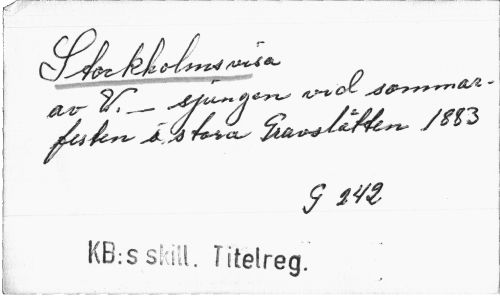 Stockholmsvisa
av V. — sjungen vid sommar-
festen å stora Gravslätten 1883
G 242
KB:s skill. Titelreg.